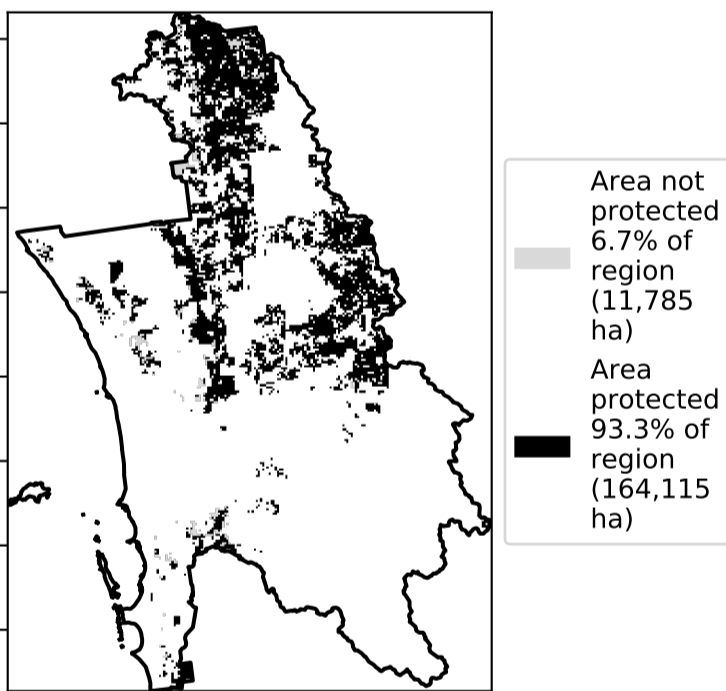 Area not
protected
6.7% of
region
(11,785
ha)
Area
protected
93.3% of
region
(164,115
ha)